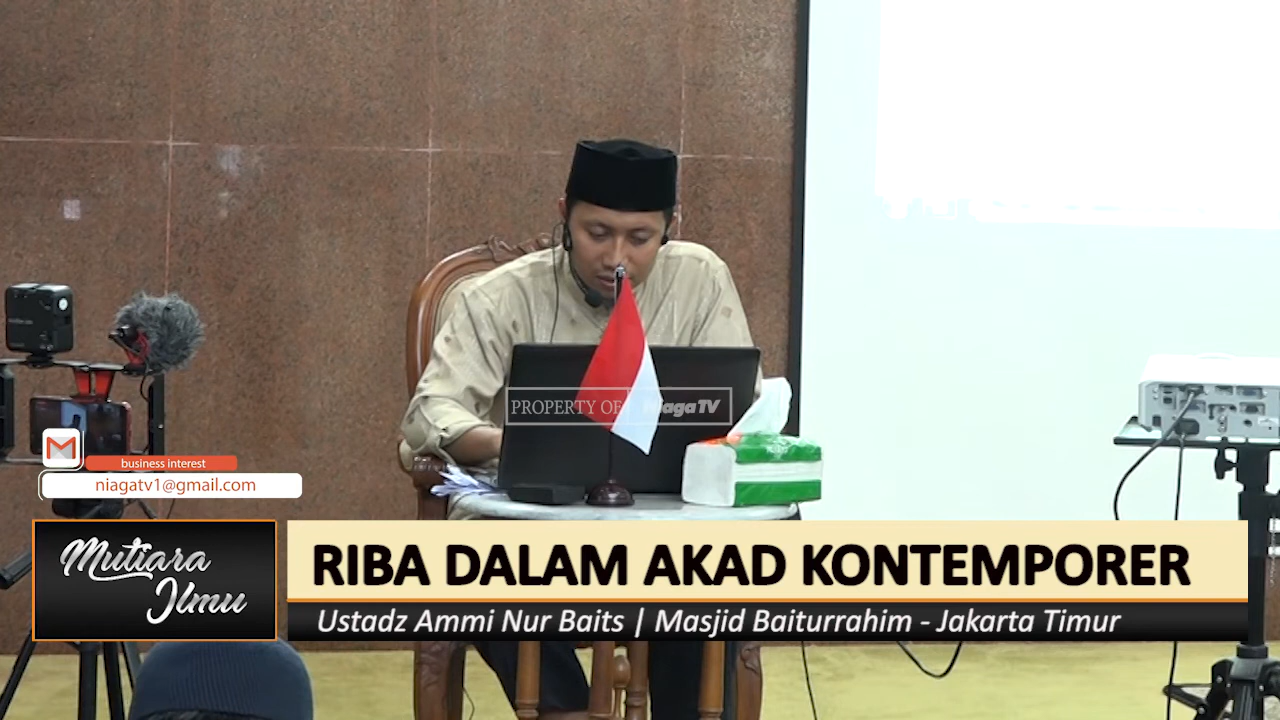 PROPERTY OF NiagaTV
business interest
niagatv1@gmail.com
Mutiara
Ilmu
RIBA DALAM AKAD KONTEMPORER
Ustadz Ammi Nur Baits | Masjid Baiturrahim - Jakarta Timur